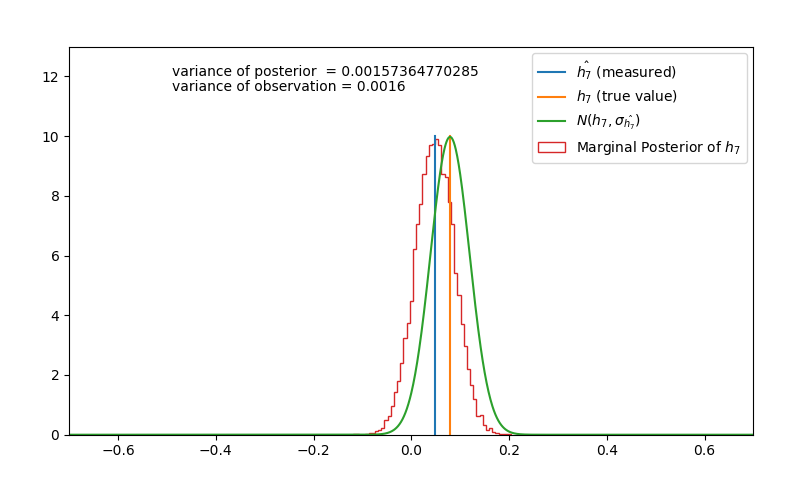 variance of posterior  = 0.00157364770285
variance of observation = 0.0016
ĥ₇ (measured)
h₇ (true value)
N(h₇, σ_ĥ₇)
Marginal Posterior of h₇
12
10
8
6
4
2
0
−0.6 −0.4 −0.2 0.0 0.2 0.4 0.6